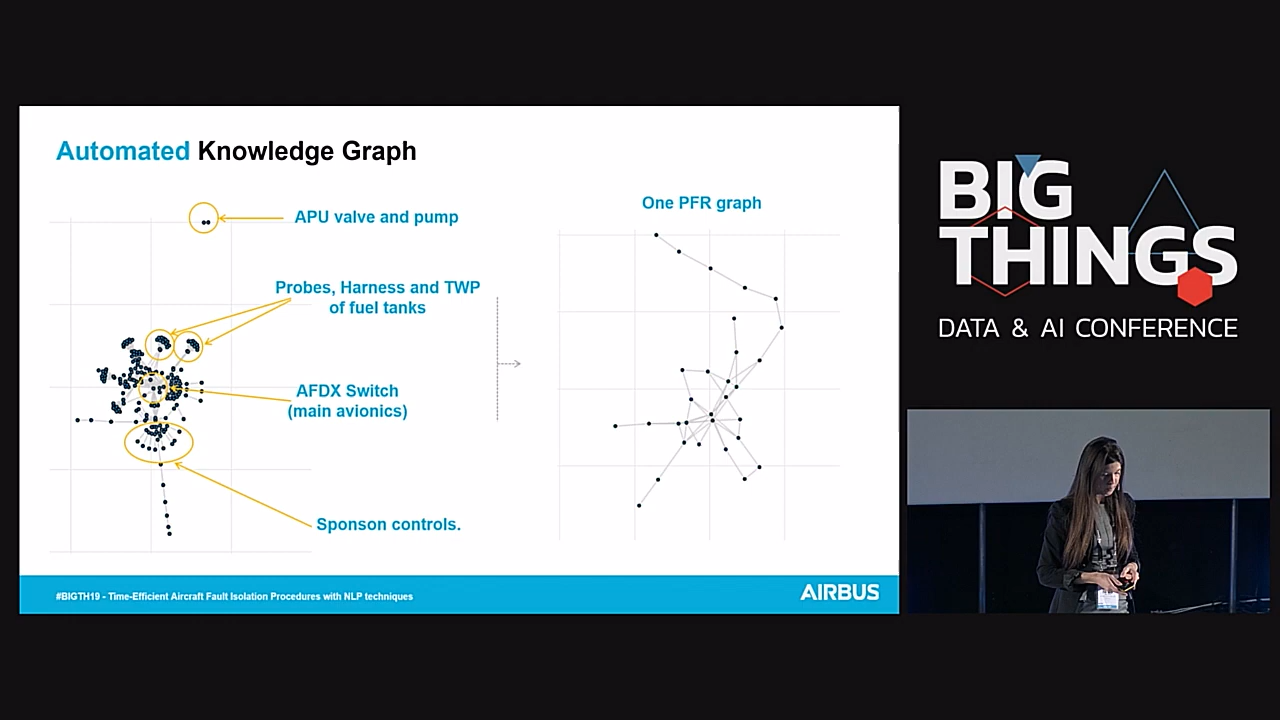 Automated Knowledge Graph
APU valve and pump
Probes, Harness and TWP
of fuel tanks
AFDX Switch
(main avionics)
Sponson controls.
One PFR graph
#BIGTH19 - Time-Efficient Aircraft Fault Isolation Procedures with NLP techniques
AIRBUS
BIG
THINGS
DATA & AI CONFERENCE